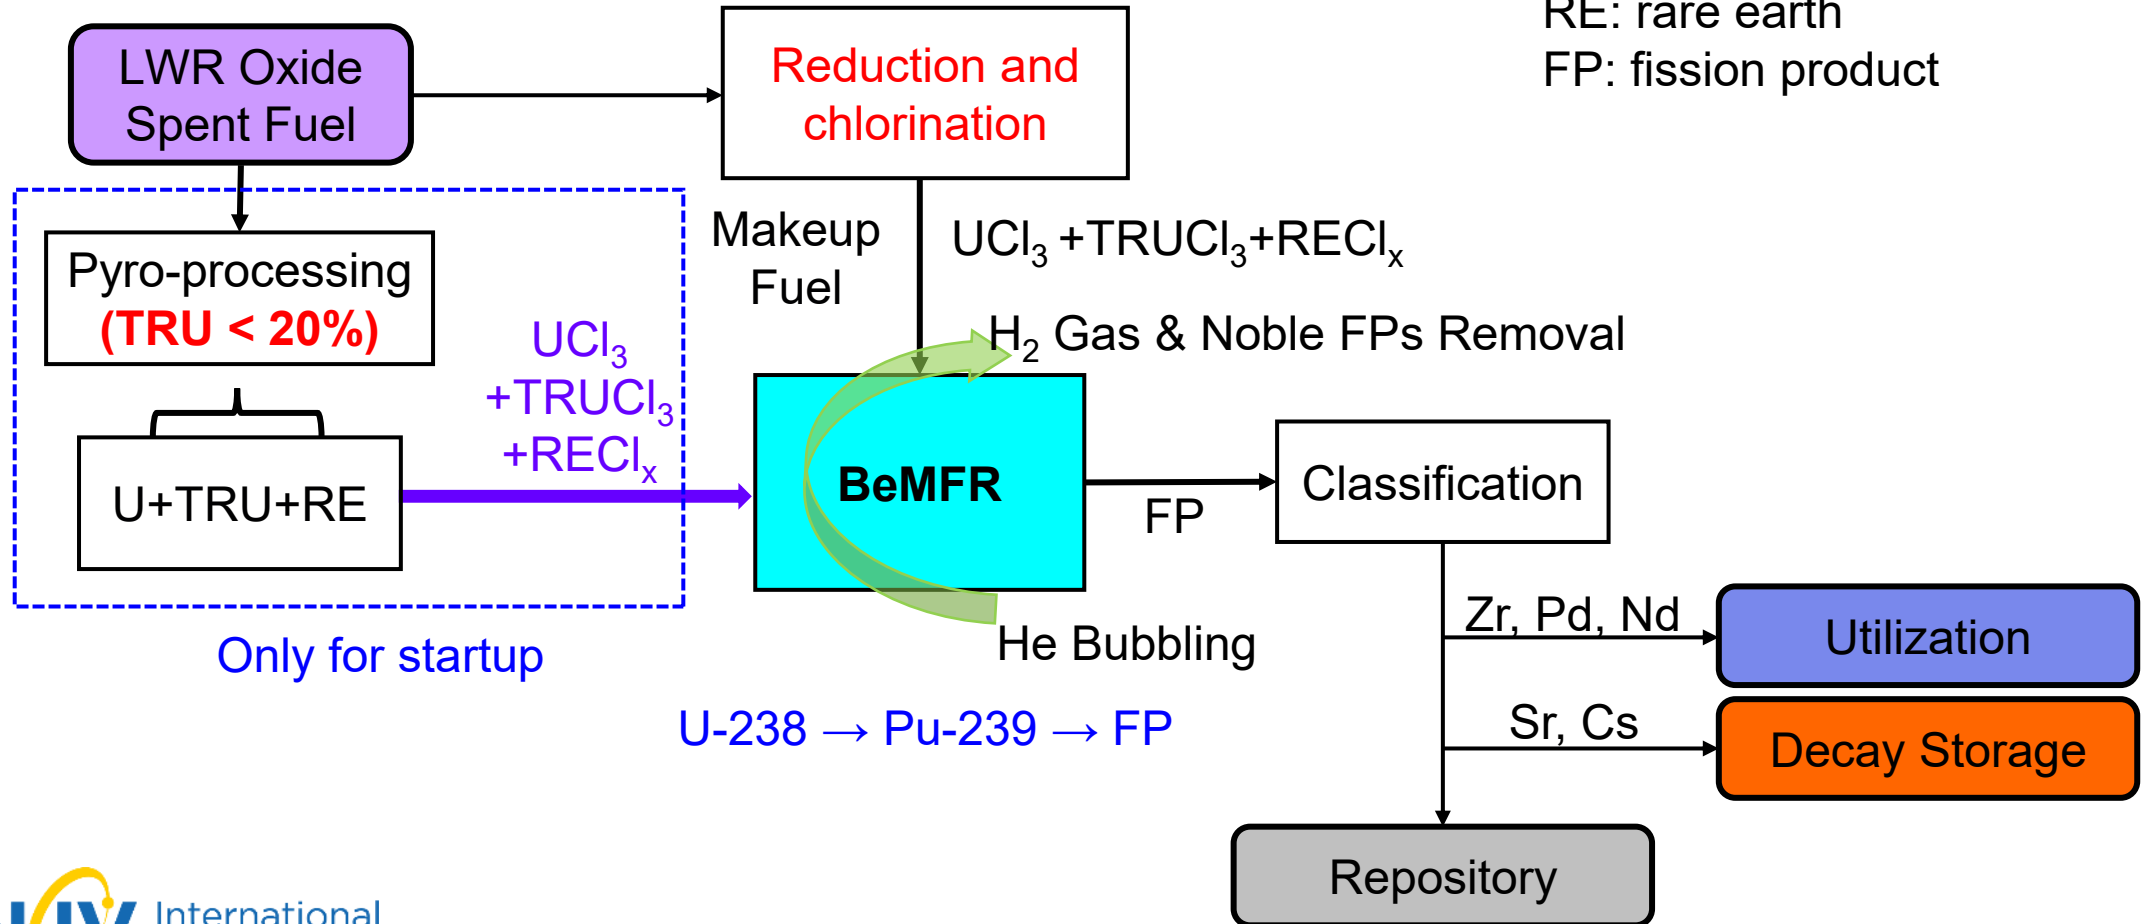 RE: rare earth
FP: fission product
LWR Oxide
Spent Fuel
Reduction and
chlorination
Pyro-processing
(TRU < 20%)
Makeup
Fuel
UCl₃ +TRUCl₃+REClₓ
H₂ Gas & Noble FPs Removal
UCl₃
+TRUCl₃
+REClₓ
U+TRU+RE
BeMFR
FP
Classification
Only for startup
He Bubbling
Zr, Pd, Nd
Utilization
U-238 → Pu-239 → FP
Sr, Cs
Decay Storage
Repository
International